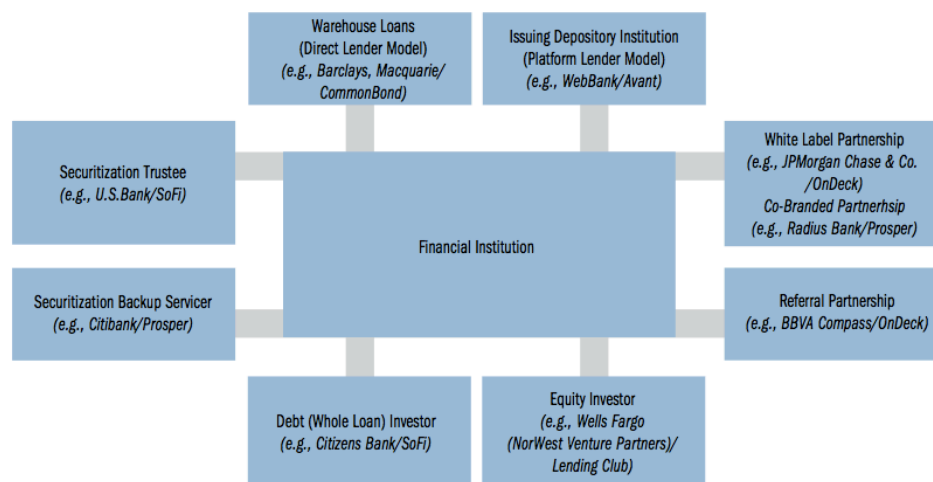 Warehouse Loans
(Direct Lender Model)
(e.g., Barclays, Macquarie/
CommonBond)
Issuing Depository Institution
(Platform Lender Model)
(e.g., WebBank/Avant)
Securitization Trustee
(e.g., U.S.Bank/SoFi)
White Label Partnership
(e.g., JPMorgan Chase & Co.
/OnDeck)
Co-Branded Partnerhsip
(e.g., Radius Bank/Prosper)
Financial Institution
Securitization Backup Servicer
(e.g., Citibank/Prosper)
Referral Partnership
(e.g., BBVA Compass/OnDeck)
Debt (Whole Loan) Investor
(e.g., Citizens Bank/SoFi)
Equity Investor
(e.g., Wells Fargo
(NorWest Venture Partners)/
Lending Club)